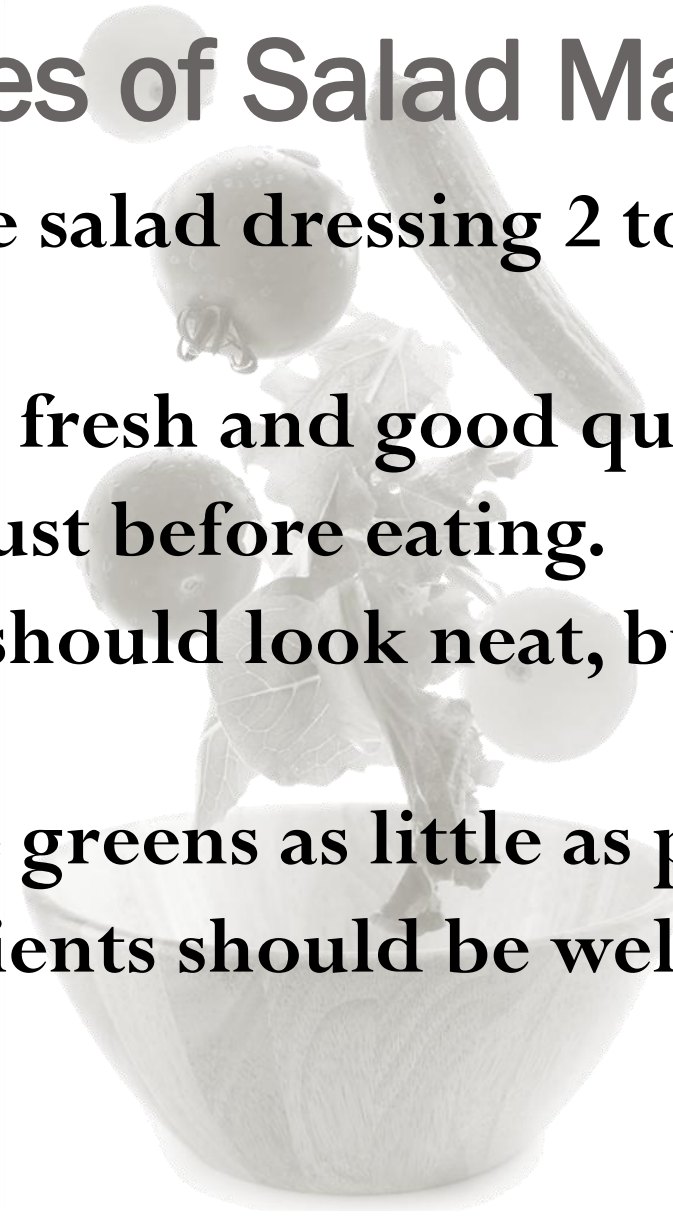 es of Salad Ma
e salad dressing 2 to
fresh and good qu
ust before eating.
should look neat, bu
greens as little as p
ients should be wel